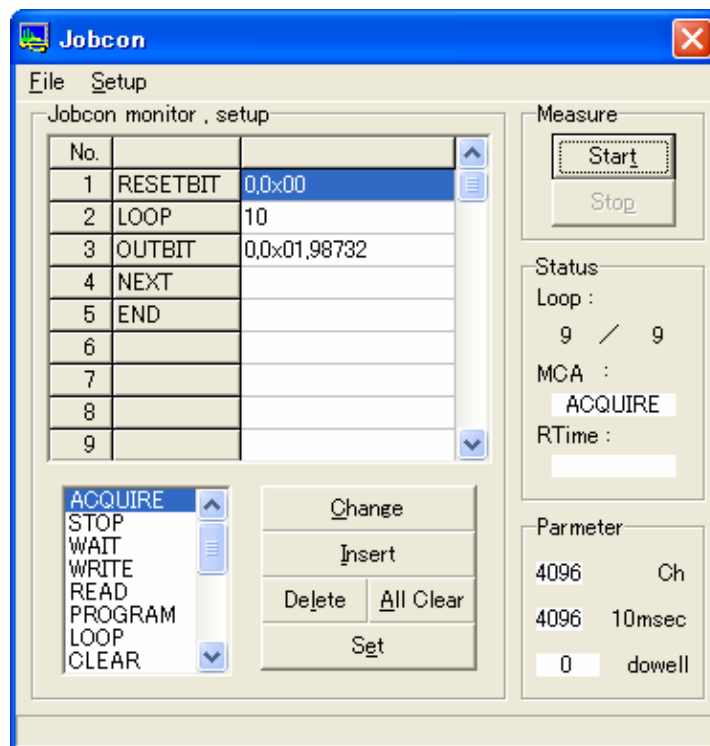 Jobcon
File Setup
Jobcon monitor , setup
No.
1 RESETBIT 0,0x00
2 LOOP 10
3 OUTBIT 0,0x01,98732
4 NEXT
5 END
6
7
8
9
ACQUIRE
STOP
WAIT
WRITE
READ
PROGRAM
LOOP
CLEAR
Change
Insert
Delete All Clear
Set
Measure
Start
Stop
Status
Loop :
9 ／ 9
MCA :
ACQUIRE
RTime :
Parmeter
4096 Ch
4096 10msec
0 dowell